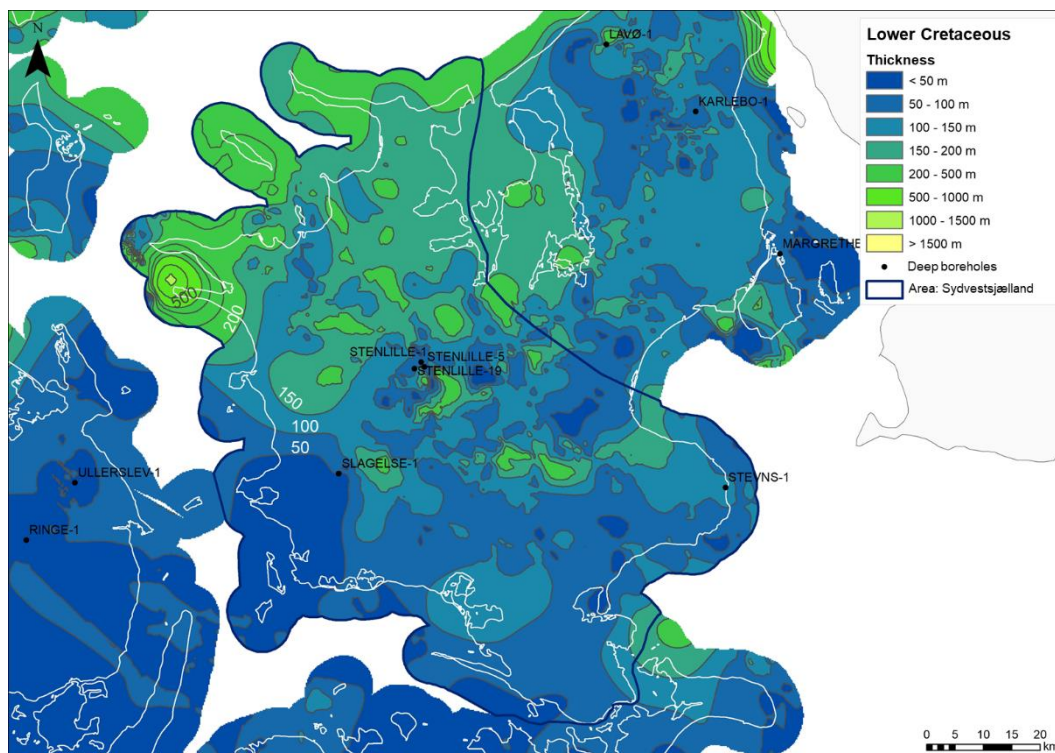 N
Lower Cretaceous
Thickness
< 50 m
50 - 100 m
100 - 150 m
150 - 200 m
200 - 500 m
500 - 1000 m
1000 - 1500 m
> 1500 m
Deep boreholes
Area: Sydvestsjælland
LAVØ-1
KARLEBO-1
MARGRETHE
500
200
STENLILLE-1
STENLILLE-5
STENLILLE-19
150
100
50
SLAGELSE-1
ULLERSLEV-1
STEVNS-1
RINGE-1
0 5 10 15 20
km